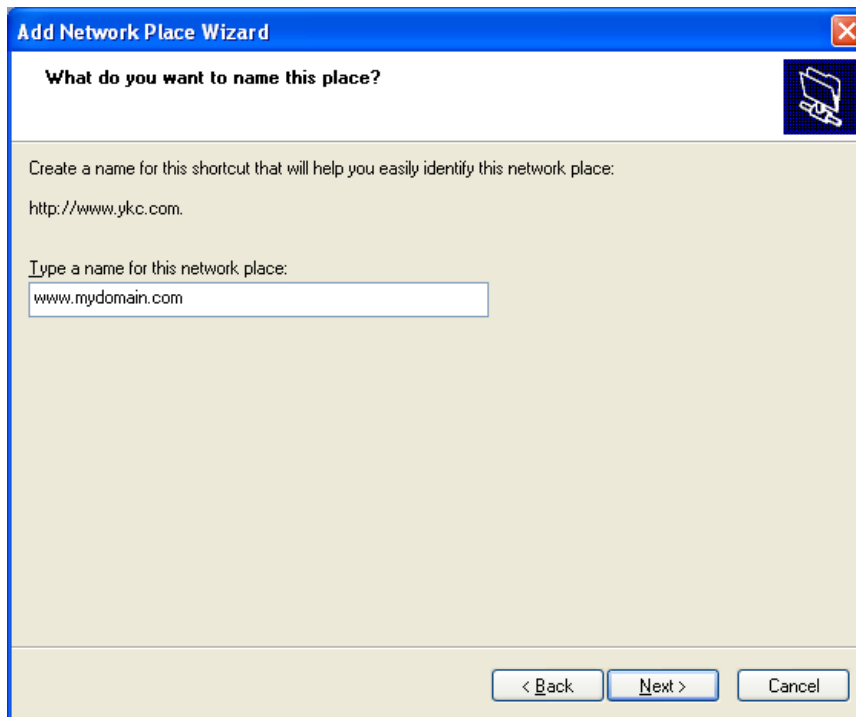 Add Network Place Wizard
What do you want to name this place?
Create a name for this shortcut that will help you easily identify this network place:
http://www.ykc.com.
Type a name for this network place:
www.mydomain.com
< Back
Next >
Cancel